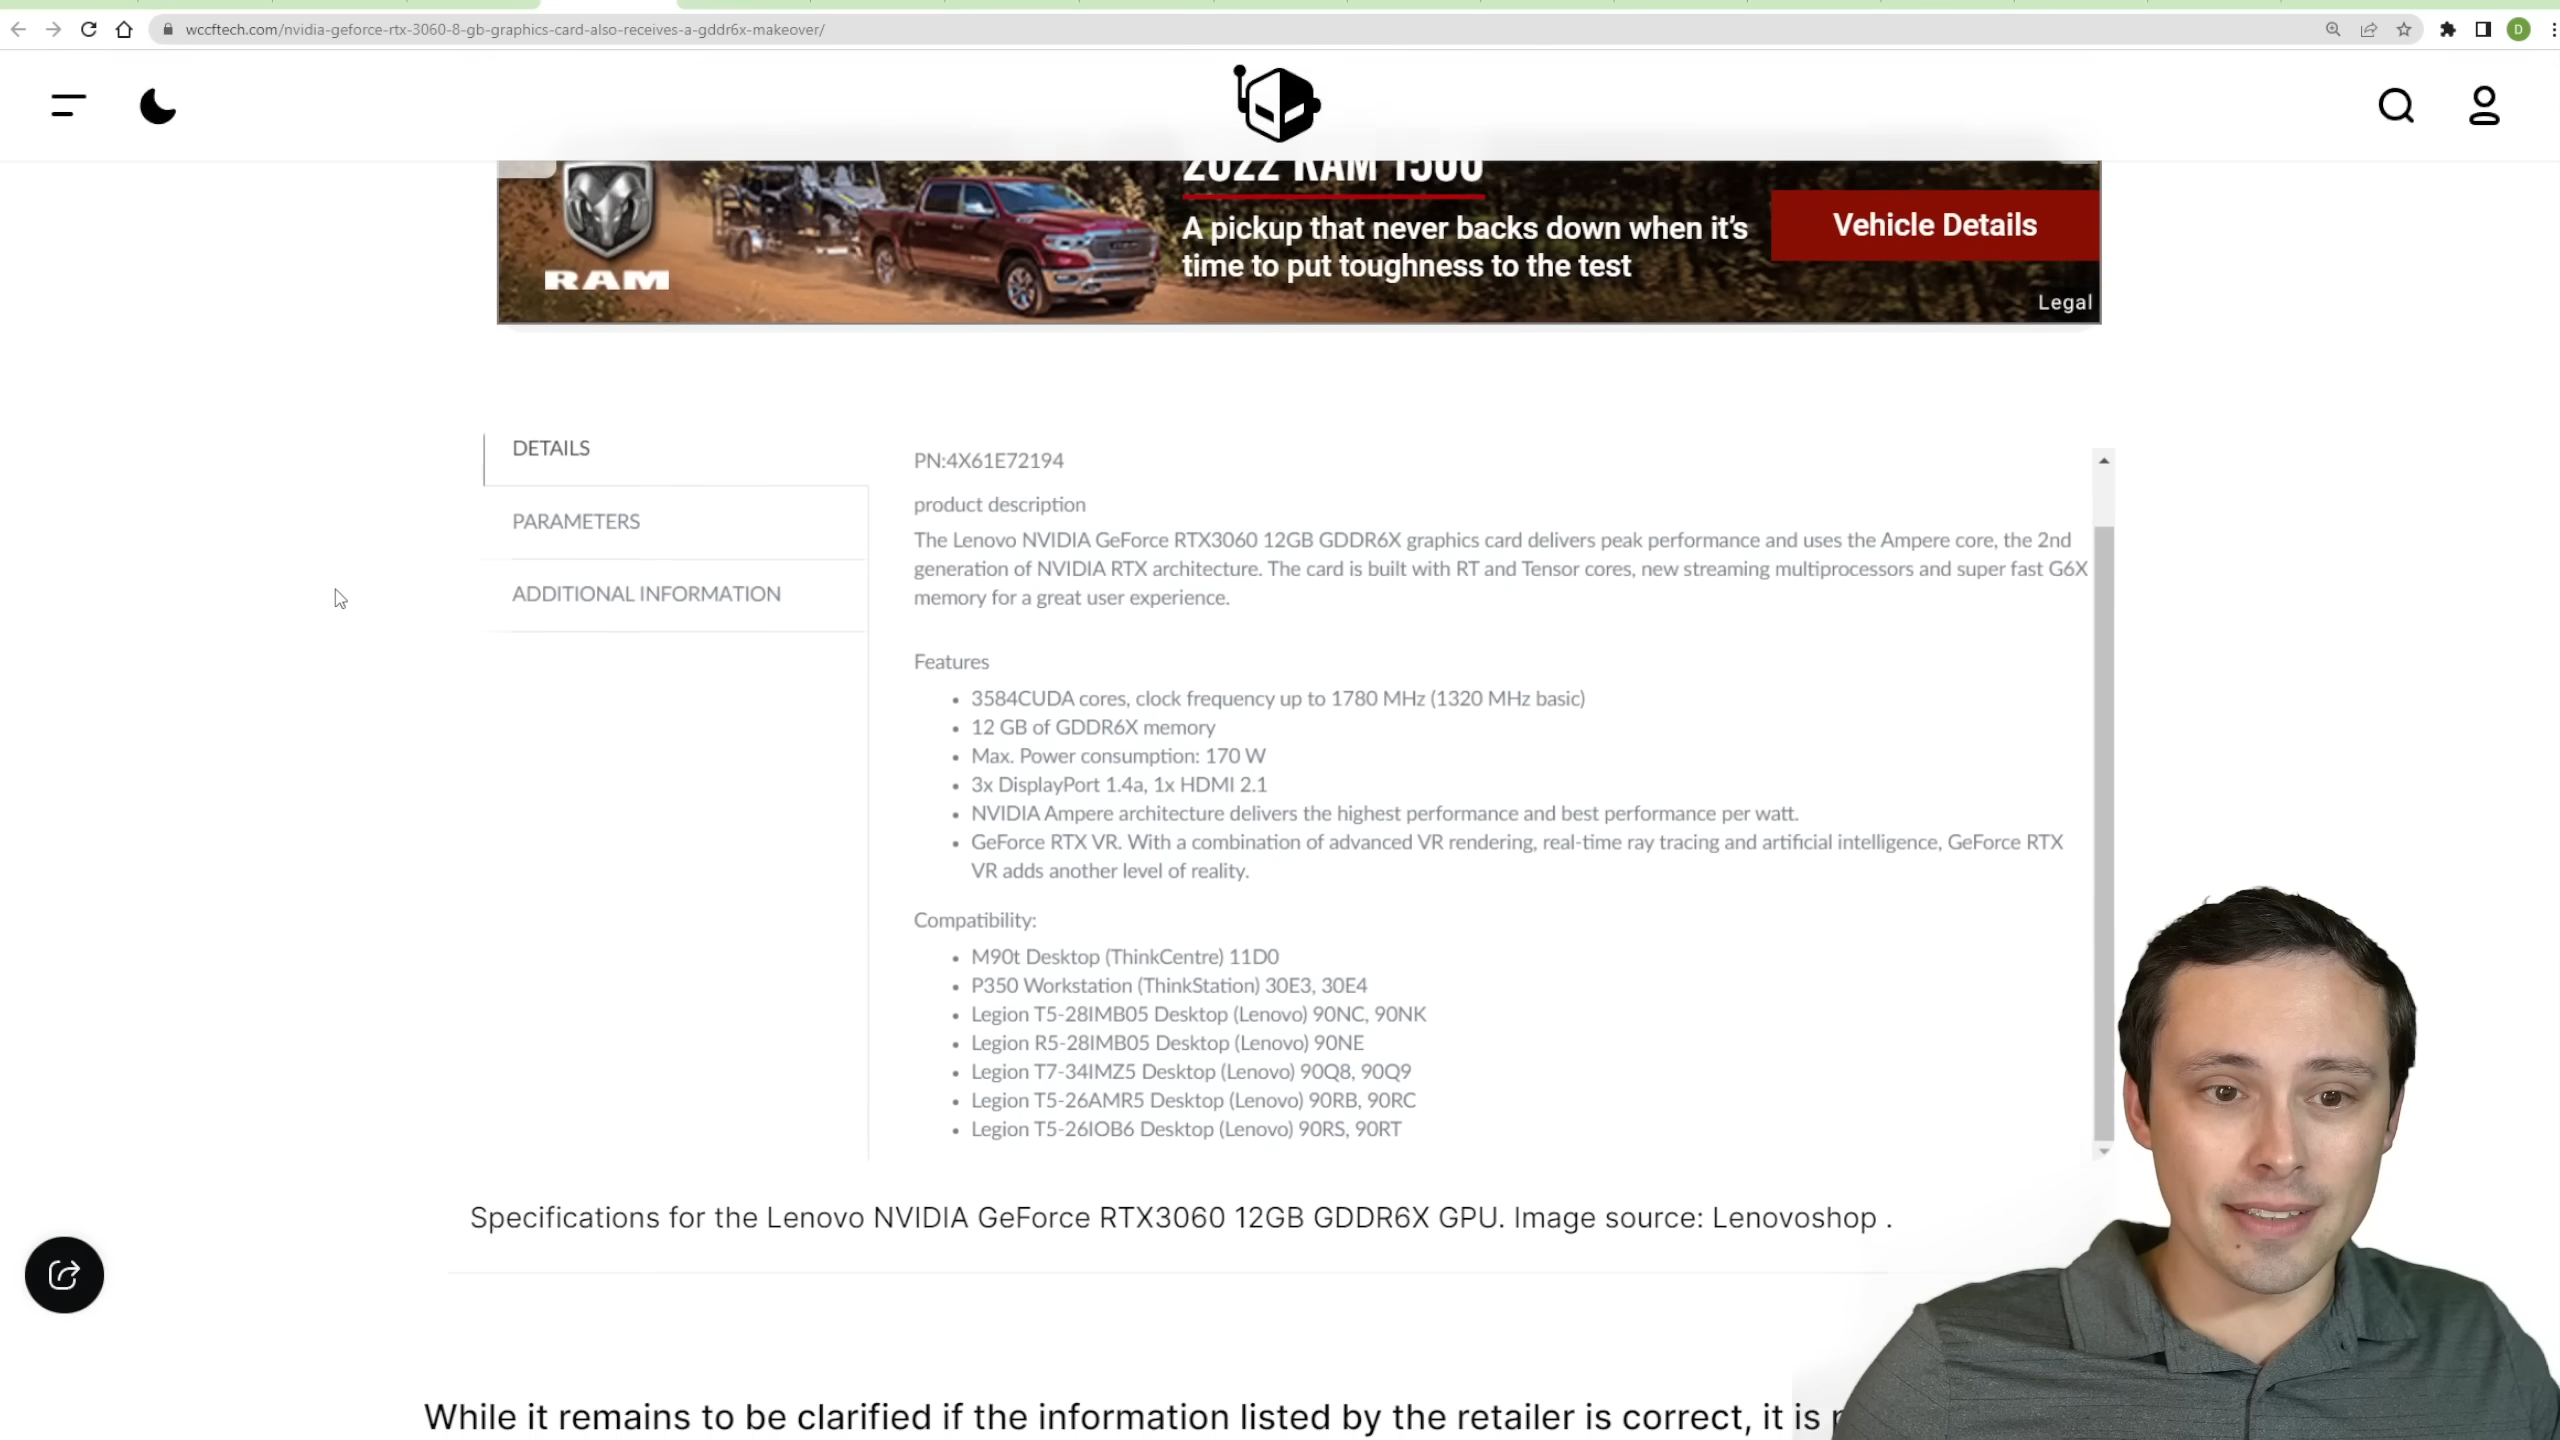 wccftech.com/nvidia-geforce-rtx-3060-8-gb-graphics-card-also-receives-a-gddr6x-makeover/
D
2022 RAM 1500
A pickup that never backs down when it's
time to put toughness to the test
Vehicle Details
RAM
Legal
DETAILS
PARAMETERS
ADDITIONAL INFORMATION
PN:4X61E72194
product description
The Lenovo NVIDIA GeForce RTX3060 12GB GDDR6X graphics card delivers peak performance and uses the Ampere core, the 2nd
generation of NVIDIA RTX architecture. The card is built with RT and Tensor cores, new streaming multiprocessors and super fast G6X
memory for a great user experience.
Features
• 3584CUDA cores, clock frequency up to 1780 MHz (1320 MHz basic)
• 12 GB of GDDR6X memory
• Max. Power consumption: 170 W
• 3x DisplayPort 1.4a, 1x HDMI 2.1
• NVIDIA Ampere architecture delivers the highest performance and best performance per watt.
• GeForce RTX VR. With a combination of advanced VR rendering, real-time ray tracing and artificial intelligence, GeForce RTX
VR adds another level of reality.
Compatibility:
• M90t Desktop (ThinkCentre) 11D0
• P350 Workstation (ThinkStation) 30E3, 30E4
• Legion T5-28IMB05 Desktop (Lenovo) 90NC, 90NK
• Legion R5-28IMB05 Desktop (Lenovo) 90NE
• Legion T7-34IMZ5 Desktop (Lenovo) 90Q8, 90Q9
• Legion T5-26AMR5 Desktop (Lenovo) 90RB, 90RC
• Legion T5-26IOB6 Desktop (Lenovo) 90RS, 90RT
Specifications for the Lenovo NVIDIA GeForce RTX3060 12GB GDDR6X GPU. Image source: Lenovoshop .
While it remains to be clarified if the information listed by the retailer is correct, it is